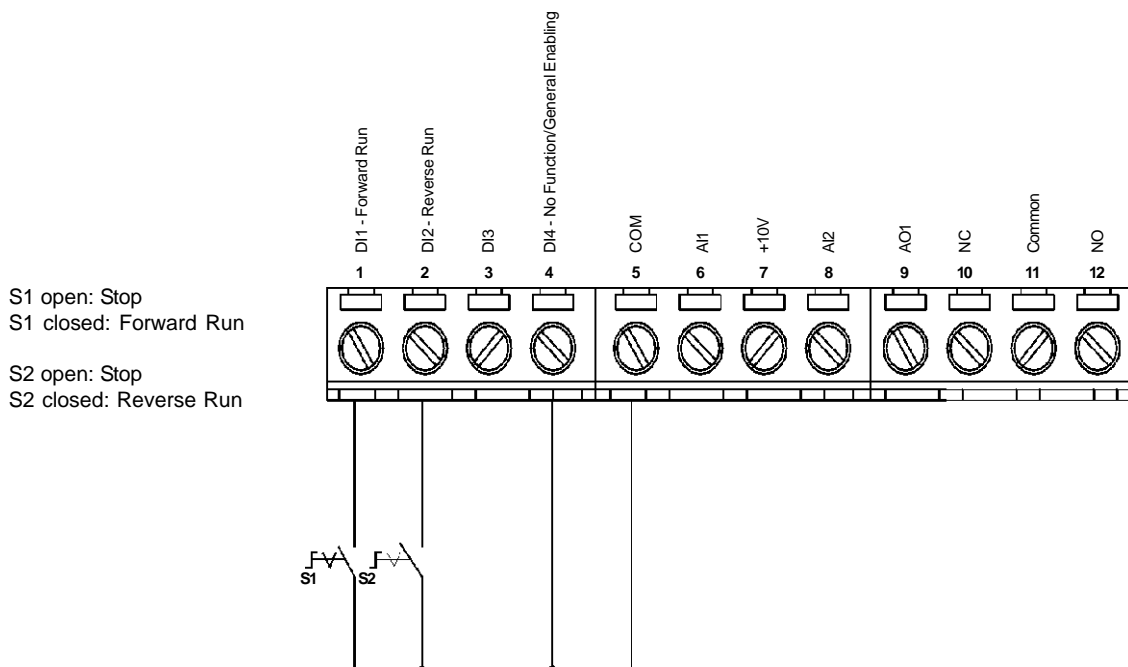 DI1 - Forward Run
DI2 - Reverse Run
DI3
DI4 - No Function/General Enabling
COM
AI1
+10V
AI2
AO1
NC
Common
NO
1 2 3 4 5 6 7 8 9 10 11 12
S1 open: Stop
S1 closed: Forward Run
S2 open: Stop
S2 closed: Reverse Run
S1 S2